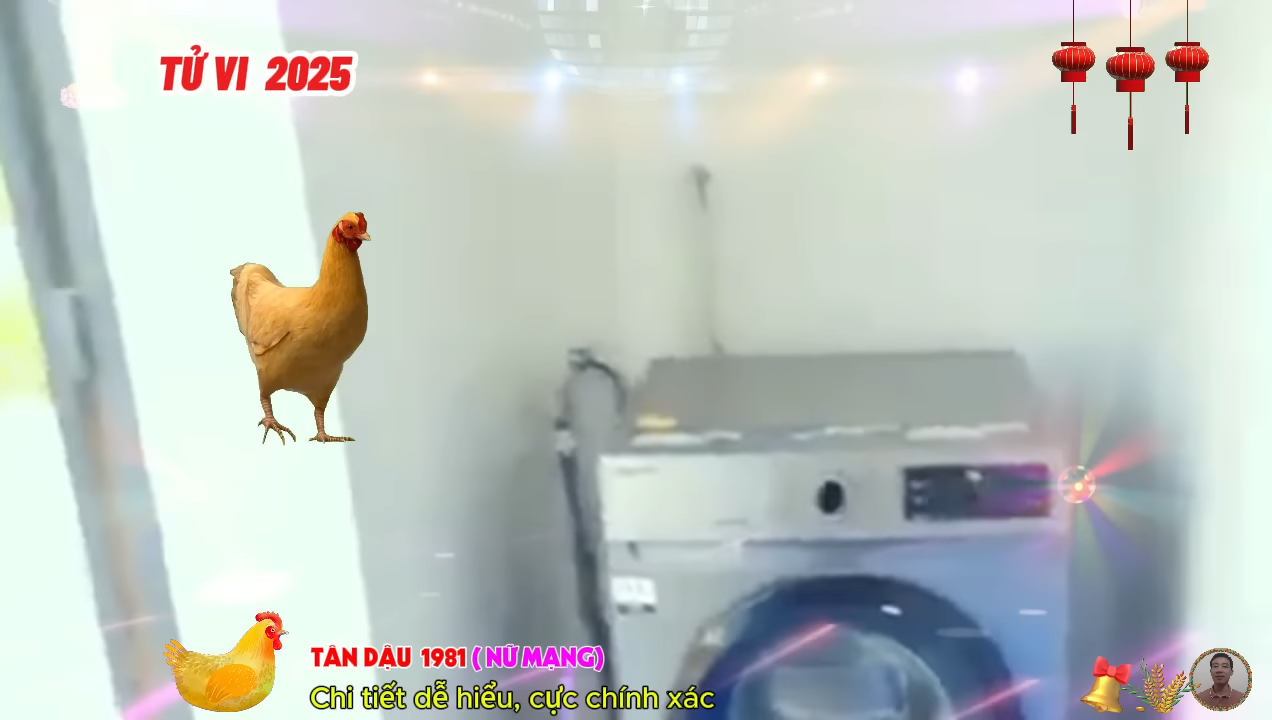 TỬ VI 2025
TÂN DẬU 1981 ( NỮ MẠNG)
Chi tiết dễ hiểu, cực chính xác